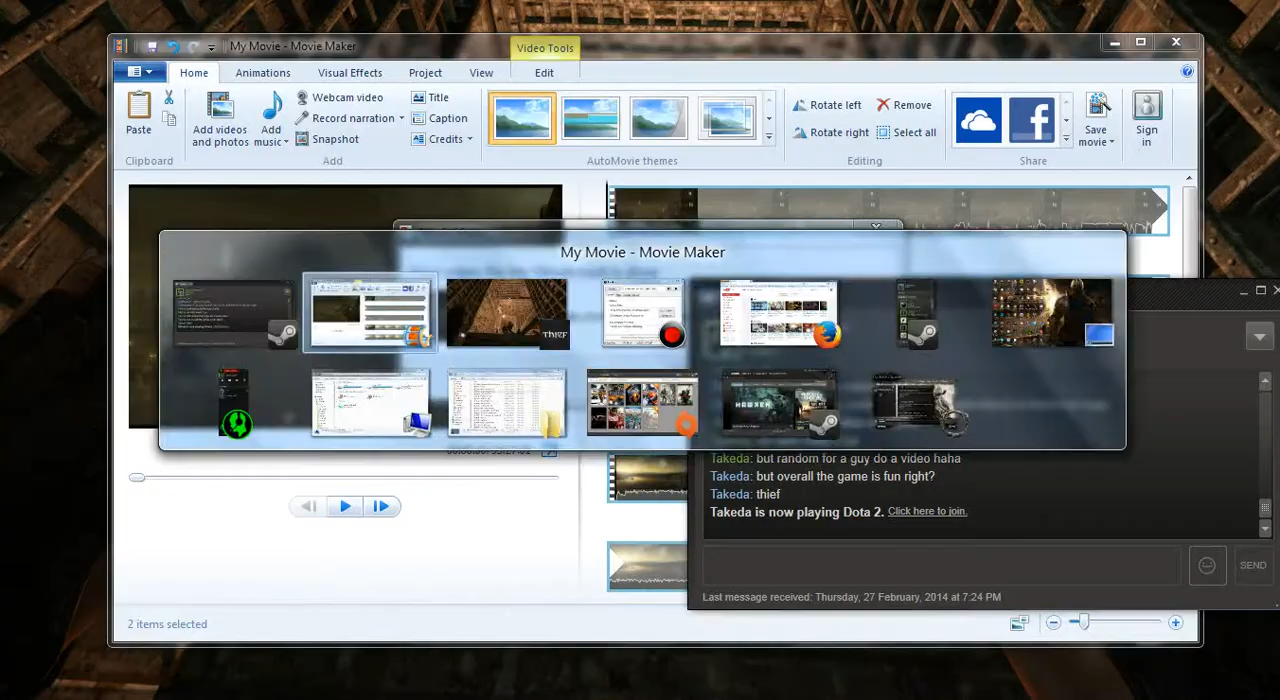 My Movie - Movie Maker
Video Tools
Home
Animations
Visual Effects
Project
View
Edit
Paste
Clipboard
Add videos
and photos
Add
music
Webcam video
Record narration
Snapshot
Title
Caption
Credits
Add
AutoMovie themes
Rotate left
Rotate right
Remove
Select all
Editing
Share
Save
movie
Sign
in
My Movie - Movie Maker
THIEF
Takeda: but random for a guy do a video haha
Takeda: but overall the game is fun right?
Takeda: thief
Takeda is now playing Dota 2. Click here to join.
SEND
Last message received: Thursday, 27 February, 2014 at 7:24 PM
2 items selected